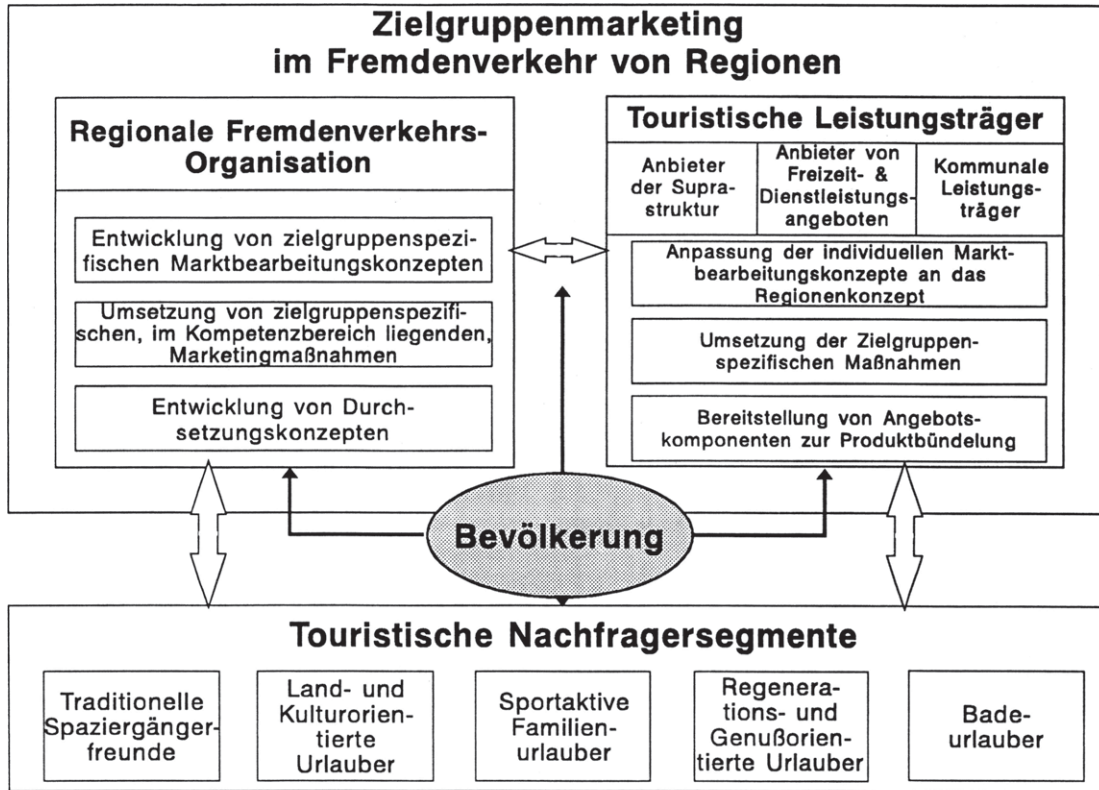 Zielgruppenmarketing
im Fremdenverkehr von Regionen
Regionale Fremdenverkehrs-
Organisation
Entwicklung von zielgruppenspezi-
fischen Marktbearbeitungskonzepten
Umsetzung von zielgruppenspezifi-
schen, im Kompetenzbereich liegenden,
Marketingmaßnahmen
Entwicklung von Durch-
setzungskonzepten
Touristische Leistungsträger
Anbieter
der Supra-
struktur
Anbieter von
Freizeit- &
Dienstleistungs-
angeboten
Kommunale
Leistungs-
träger
Anpassung der individuellen Markt-
bearbeitungskonzepte an das
Regionenkonzept
Umsetzung der Zielgruppen-
spezifischen Maßnahmen
Bereitstellung von Angebots-
komponenten zur Produktbündelung
Bevölkerung
Touristische Nachfragersegmente
Traditionelle
Spaziergänger-
freunde
Land- und
Kulturorien-
tierte
Urlauber
Sportaktive
Familien-
urlauber
Regenera-
tions- und
Genußorien-
tierte Urlauber
Bade-
urlauber